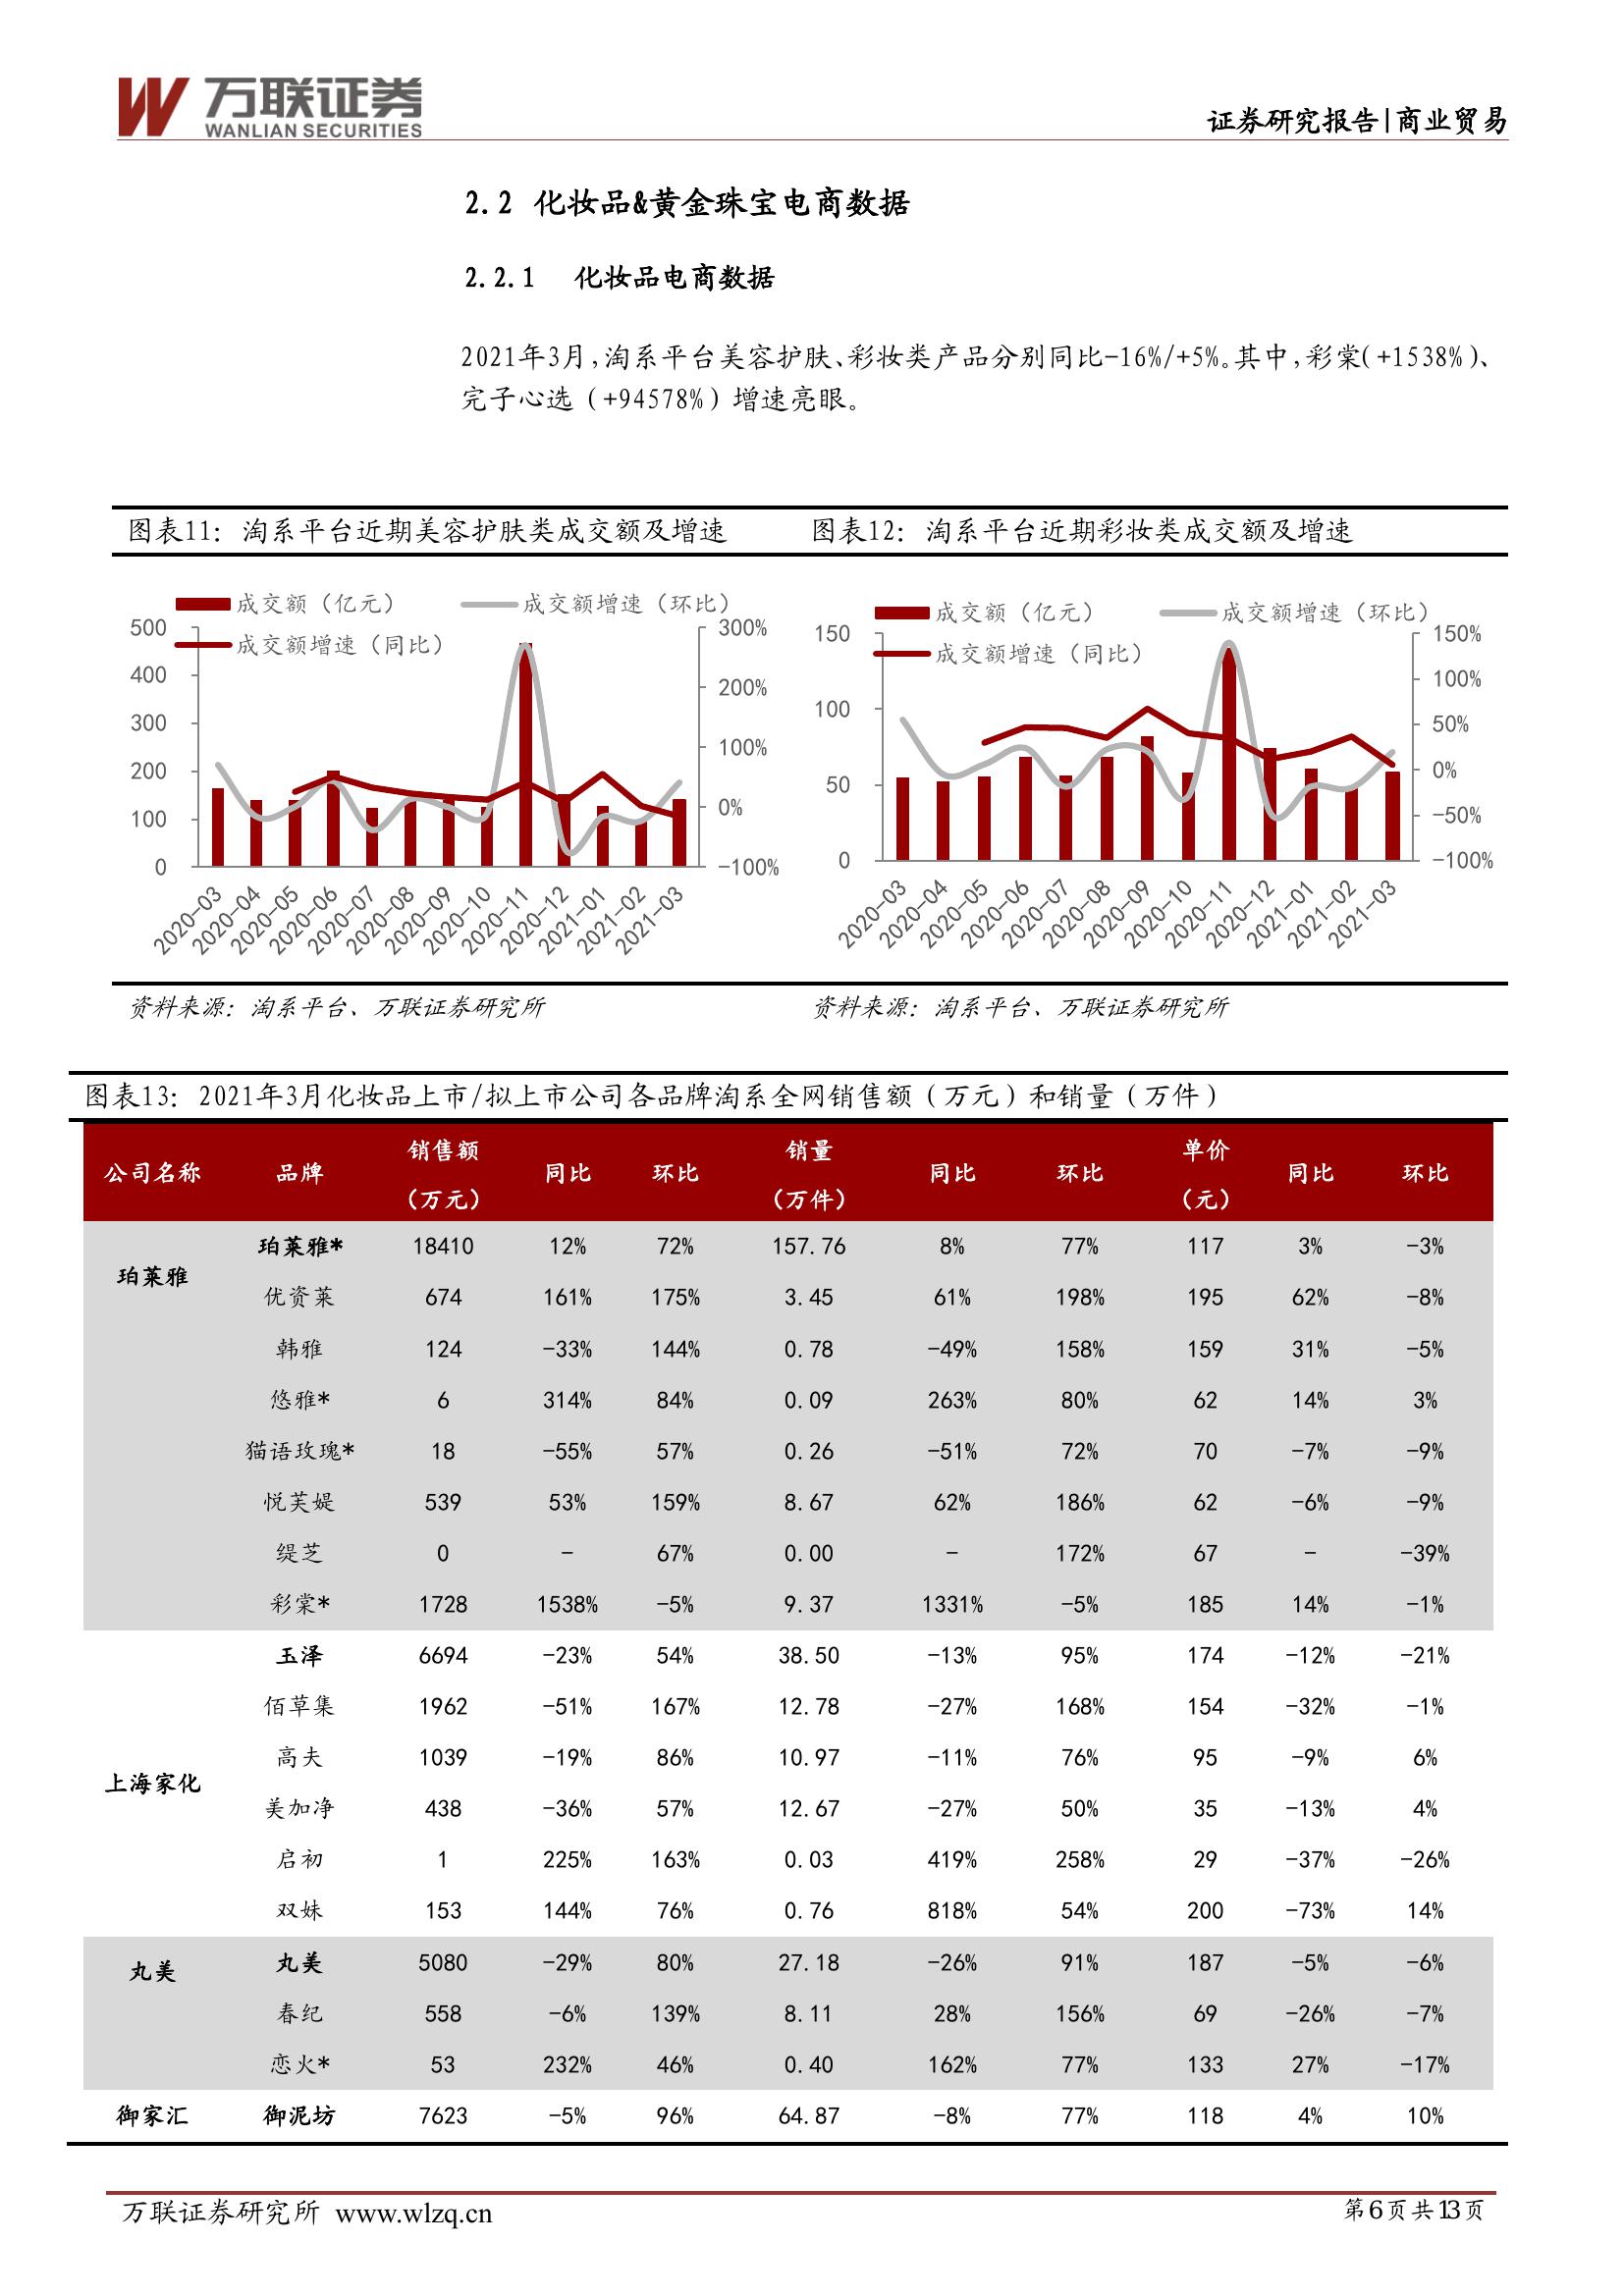 万联证券
WANLIAN SECURITIES
证券研究报告|商业贸易
2.2 化妆品&黄金珠宝电商数据
2.2.1 化妆品电商数据
2021年3月,淘系平台美容护肤、彩妆类产品分别同比-16%/+5%。其中,彩棠(+1538%)、
完子心选（+94578%）增速亮眼。
图表11：淘系平台近期美容护肤类成交额及增速
成交额（亿元） 成交额增速（环比）
成交额增速（同比）
500 300%
400 200%
300 100%
200 0%
100 -100%
0
2020-03 2020-04 2020-05 2020-06 2020-07 2020-08 2020-09 2020-10 2020-11 2020-12 2021-01 2021-02 2021-03
资料来源：淘系平台、万联证券研究所
图表12：淘系平台近期彩妆类成交额及增速
成交额（亿元） 成交额增速（环比）
成交额增速（同比）
150 150%
100%
100 50%
0%
50 -50%
0 -100%
2020-03 2020-04 2020-05 2020-06 2020-07 2020-08 2020-09 2020-10 2020-11 2020-12 2021-01 2021-02 2021-03
资料来源：淘系平台、万联证券研究所
图表13：2021年3月化妆品上市/拟上市公司各品牌淘系全网销售额（万元）和销量（万件）
公司名称 品牌 销售额（万元） 同比 环比 销量（万件） 同比 环比 单价（元） 同比 环比
珀莱雅 珀莱雅* 18410 12% 72% 157.76 8% 77% 117 3% -3%
优资莱 674 161% 175% 3.45 61% 198% 195 62% -8%
韩雅 124 -33% 144% 0.78 -49% 158% 159 31% -5%
悠雅* 6 314% 84% 0.09 263% 80% 62 14% 3%
猫语玫瑰* 18 -55% 57% 0.26 -51% 72% 70 -7% -9%
悦芙媞 539 53% 159% 8.67 62% 186% 62 -6% -9%
缇芝 0 - 67% 0.00 - 172% 67 - -39%
彩棠* 1728 1538% -5% 9.37 1331% -5% 185 14% -1%
上海家化 玉泽 6694 -23% 54% 38.50 -13% 95% 174 -12% -21%
佰草集 1962 -51% 167% 12.78 -27% 168% 154 -32% -1%
高夫 1039 -19% 86% 10.97 -11% 76% 95 -9% 6%
美加净 438 -36% 57% 12.67 -27% 50% 35 -13% 4%
启初 1 225% 163% 0.03 419% 258% 29 -37% -26%
双妹 153 144% 76% 0.76 818% 54% 200 -73% 14%
丸美 丸美 5080 -29% 80% 27.18 -26% 91% 187 -5% -6%
春纪 558 -6% 139% 8.11 28% 156% 69 -26% -7%
恋火* 53 232% 46% 0.40 162% 77% 133 27% -17%
御家汇 御泥坊 7623 -5% 96% 64.87 -8% 77% 118 4% 10%
万联证券研究所 www.wlzq.cn
第6页共13页